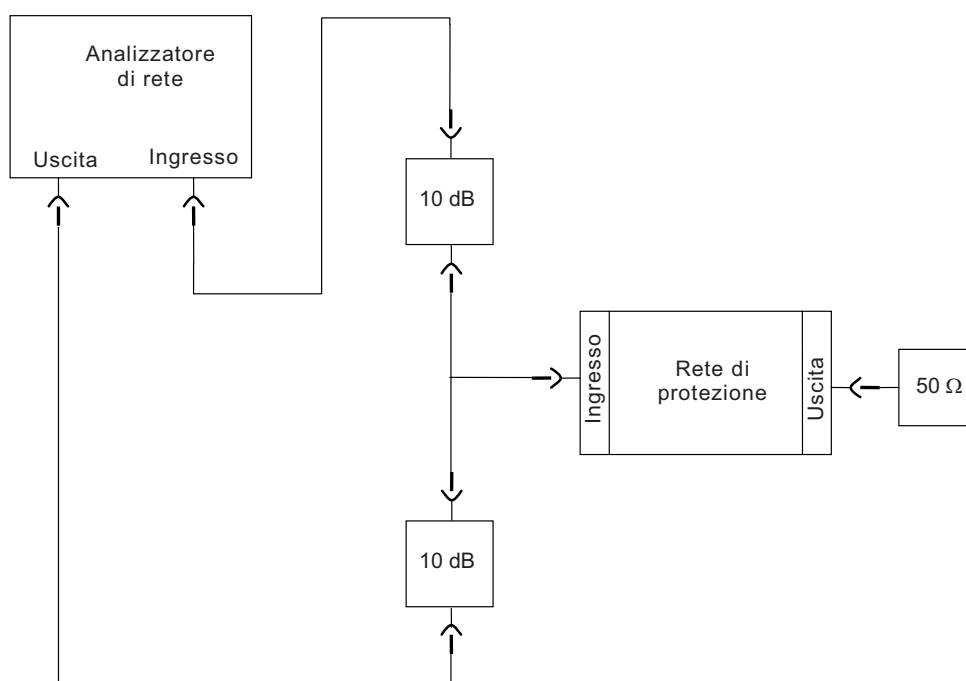 Analizzatore
di rete
Uscita
Ingresso
10 dB
Ingresso
Rete di
protezione
Uscita
50 Ω
10 dB